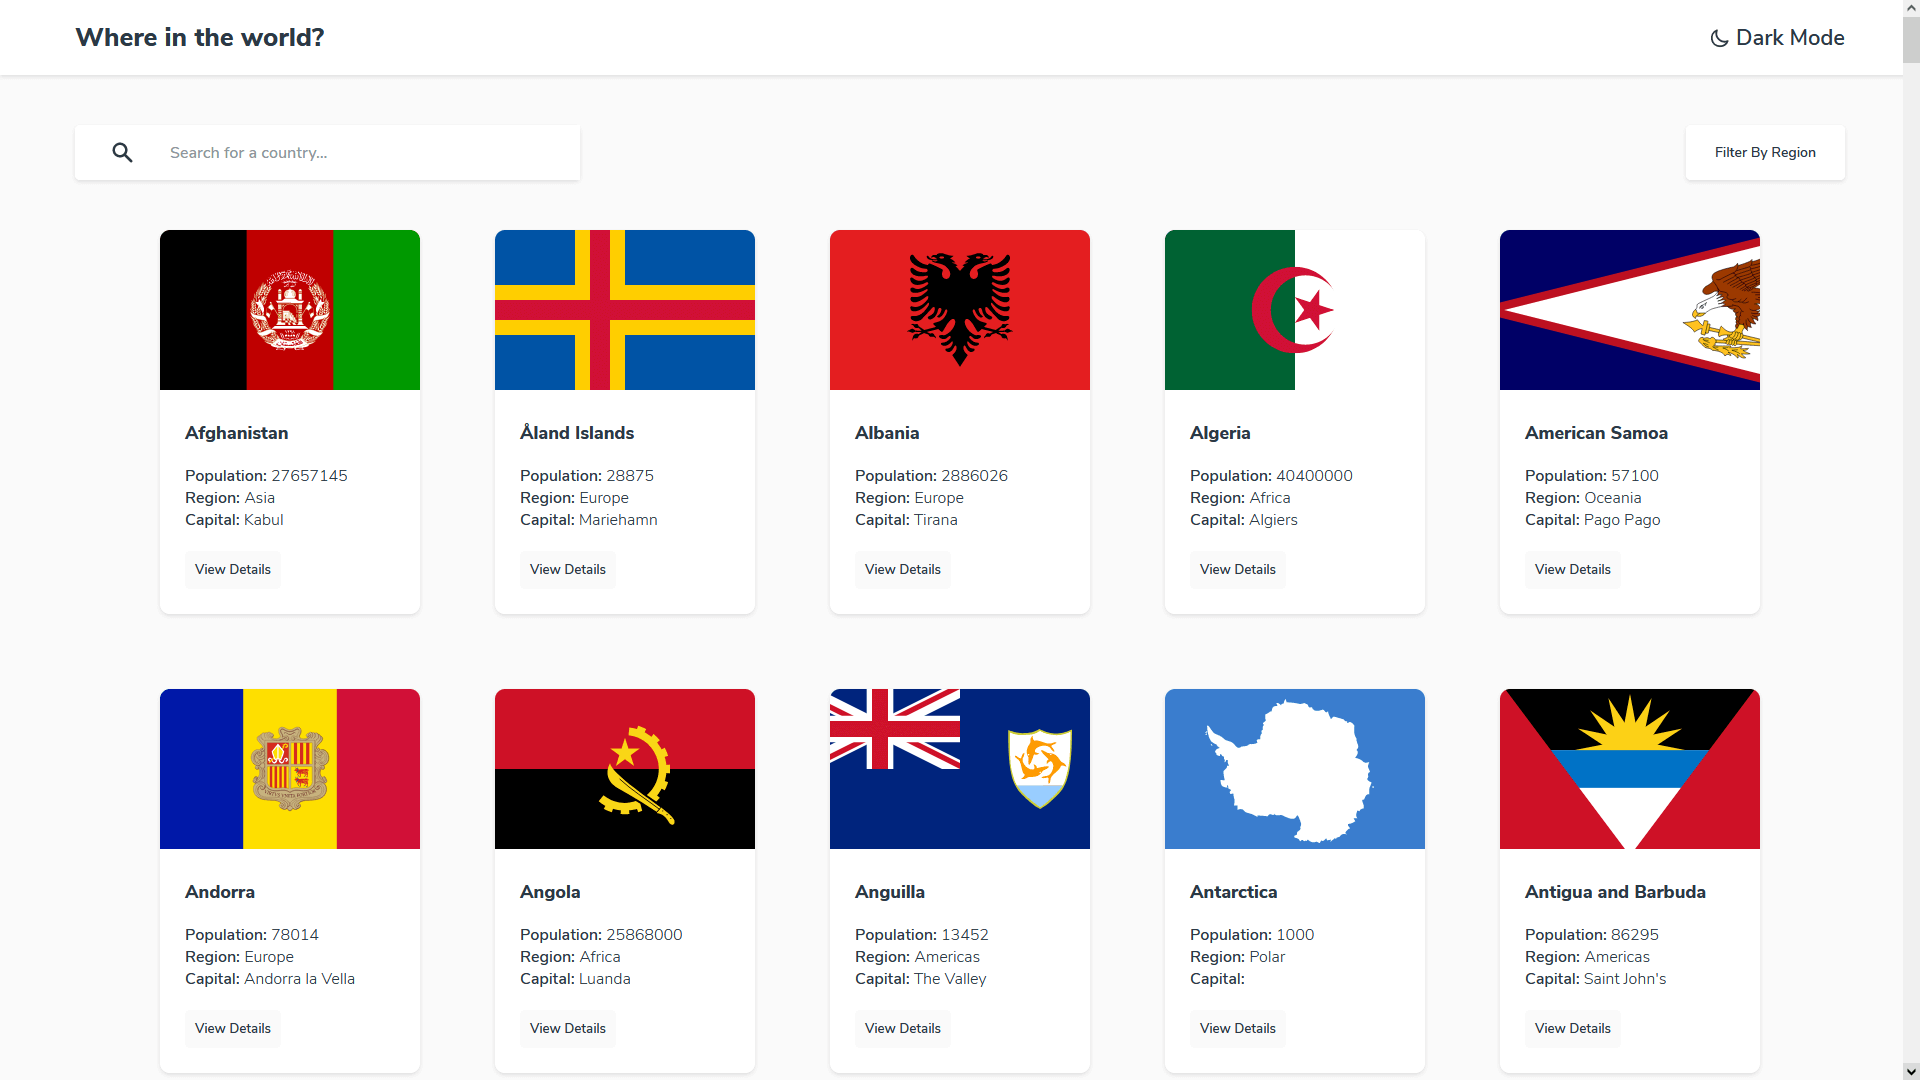 Where in the world?
Dark Mode
Search for a country...
Filter By Region
Afghanistan
Population: 27657145
Region: Asia
Capital: Kabul
View Details
Åland Islands
Population: 28875
Region: Europe
Capital: Mariehamn
View Details
Albania
Population: 2886026
Region: Europe
Capital: Tirana
View Details
Algeria
Population: 40400000
Region: Africa
Capital: Algiers
View Details
American Samoa
Population: 57100
Region: Oceania
Capital: Pago Pago
View Details
Andorra
Population: 78014
Region: Europe
Capital: Andorra la Vella
View Details
Angola
Population: 25868000
Region: Africa
Capital: Luanda
View Details
Anguilla
Population: 13452
Region: Americas
Capital: The Valley
View Details
Antarctica
Population: 1000
Region: Polar
Capital:
View Details
Antigua and Barbuda
Population: 86295
Region: Americas
Capital: Saint John's
View Details